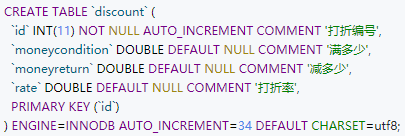 CREATE TABLE `discount` (
`id` INT(11) NOT NULL AUTO_INCREMENT COMMENT '打折编号',
`moneycondition` DOUBLE DEFAULT NULL COMMENT '满多少',
`moneyreturn` DOUBLE DEFAULT NULL COMMENT '减多少',
`rate` DOUBLE DEFAULT NULL COMMENT '打折率',
PRIMARY KEY (`id`)
) ENGINE=INNODB AUTO_INCREMENT=34 DEFAULT CHARSET=utf8;